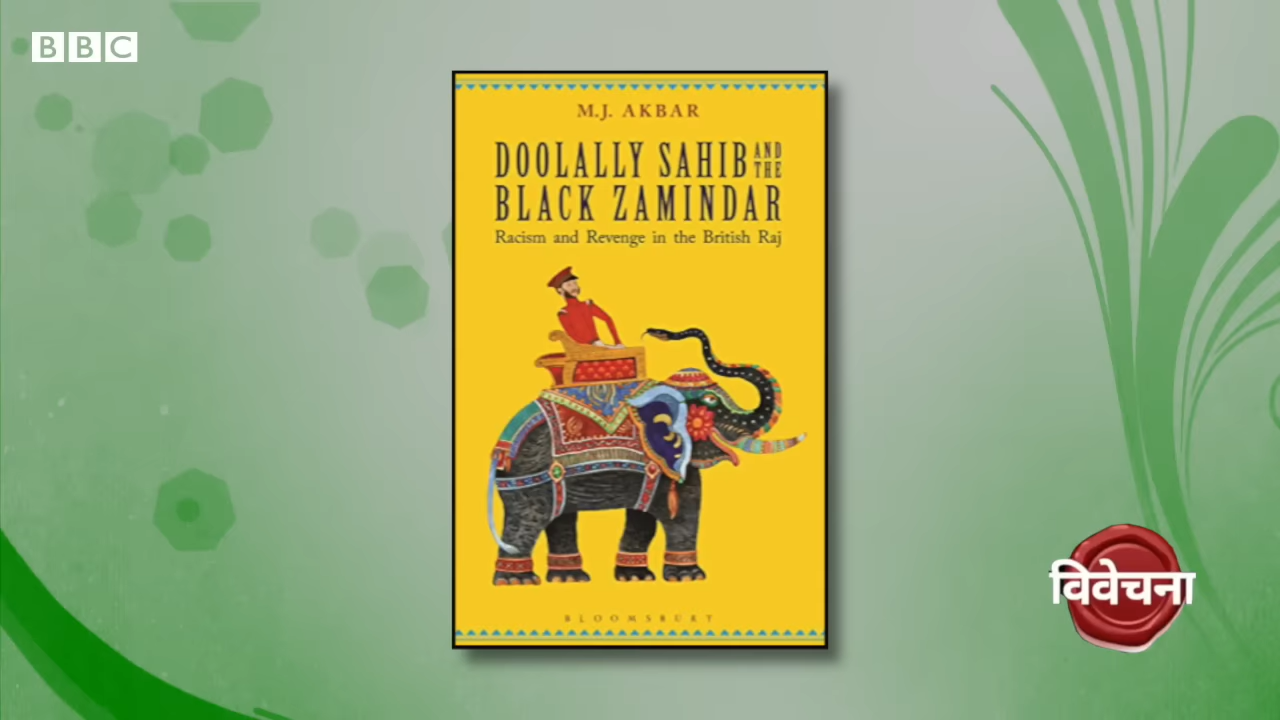 BBC
M.J. AKBAR
DOOLALLY SAHIB AND THE
BLACK ZAMINDAR
Racism and Revenge in the British Raj
BLOOMSBURY
विवेचना